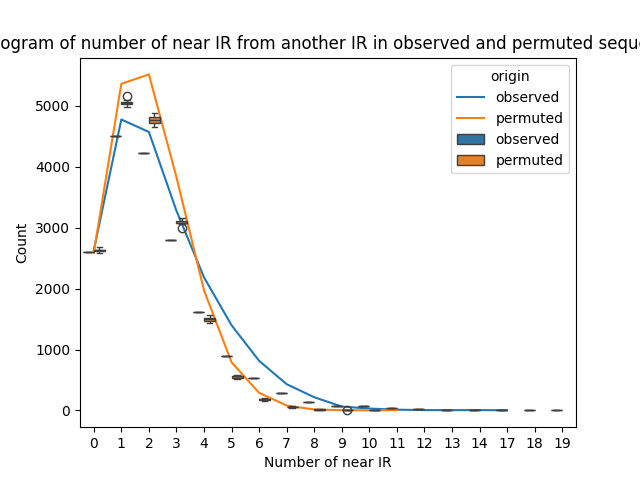 ogram of number of near IR from another IR in observed and permuted sequ
origin
observed
permuted
observed
permuted
Count
5000
4000
3000
2000
1000
0
0 1 2 3 4 5 6 7 8 9 10 11 12 13 14 17 18 19
Number of near IR